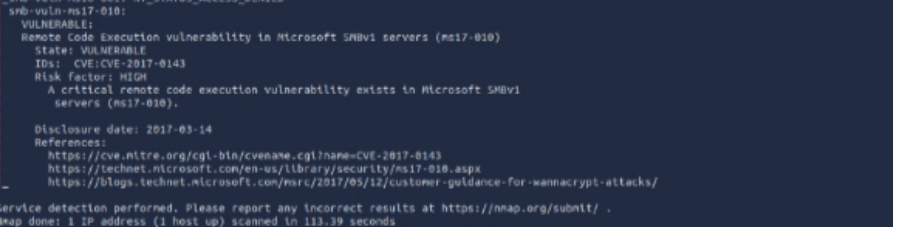 smb-vuln-ms17-010:
VULNERABLE:
Remote Code Execution vulnerability in Microsoft SMBv1 servers (ms17-010)
State: VULNERABLE
IDs: CVE:CVE-2017-0143
Risk factor: HIGH
A critical remote code execution vulnerability exists in Microsoft SMBv1
servers (ms17-010).
Disclosure date: 2017-03-14
References:
https://cve.mitre.org/cgi-bin/cvename.cgi?name=CVE-2017-0143
https://technet.microsoft.com/en-us/library/security/ms17-010.aspx
https://blogs.technet.microsoft.com/msrc/2017/05/12/customer-guidance-for-wannacrypt-attacks/
ervice detection performed. Please report any incorrect results at https://nmap.org/submit/ .
map done: 1 IP address (1 host up) scanned in 113.39 seconds